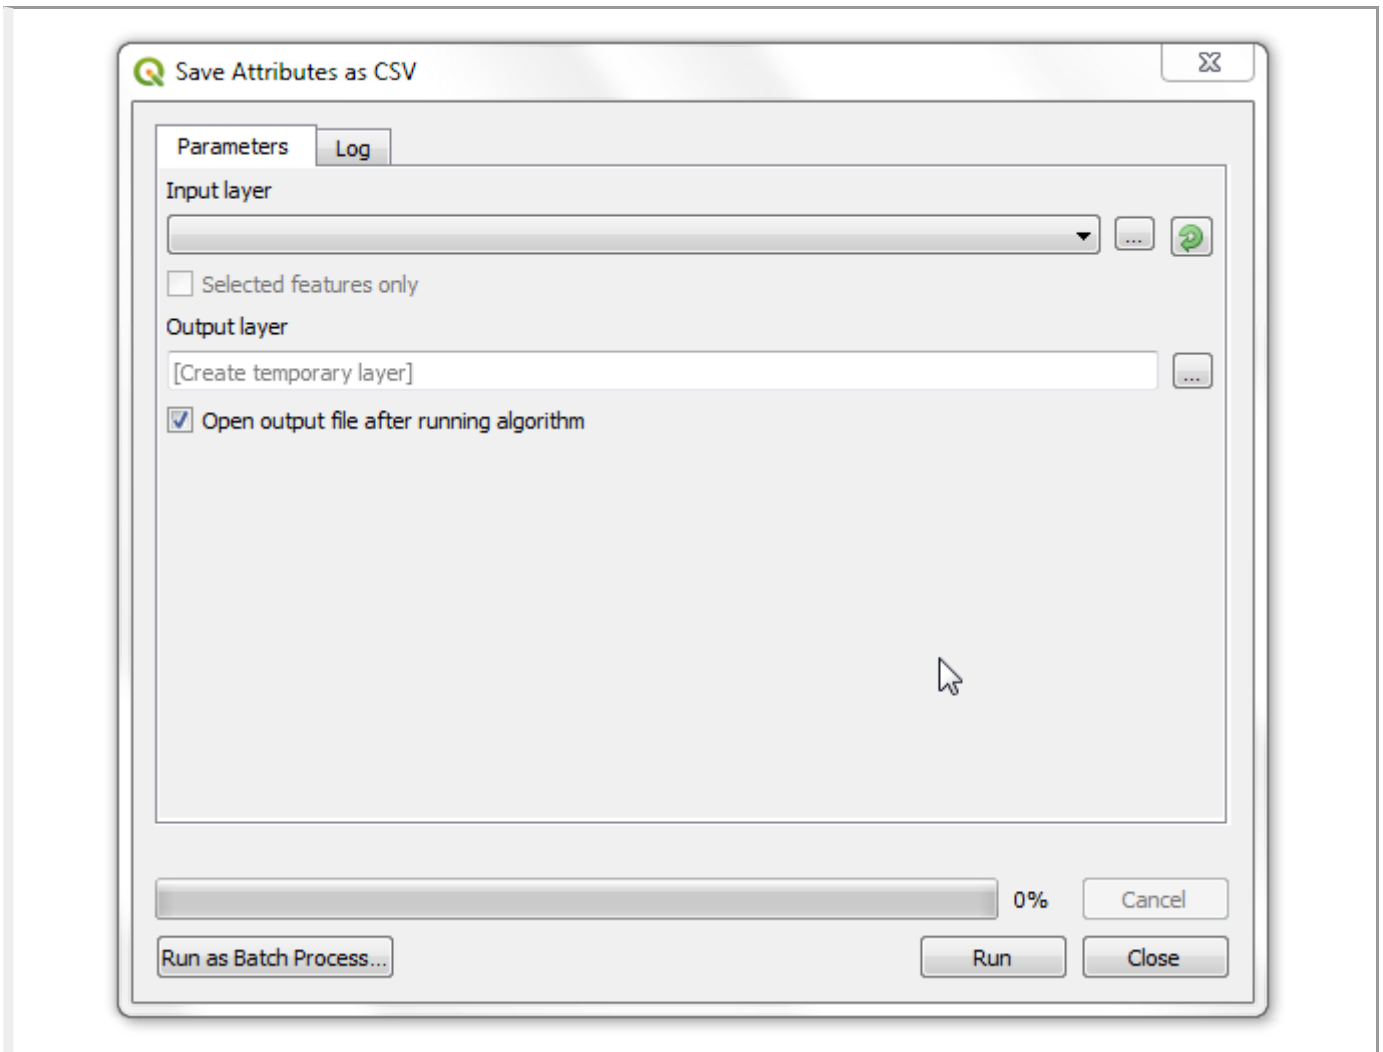 Save Attributes as CSV
Parameters Log
Input layer
...
Selected features only
Output layer
[Create temporary layer] ...
Open output file after running algorithm
0% Cancel
Run as Batch Process... Run Close